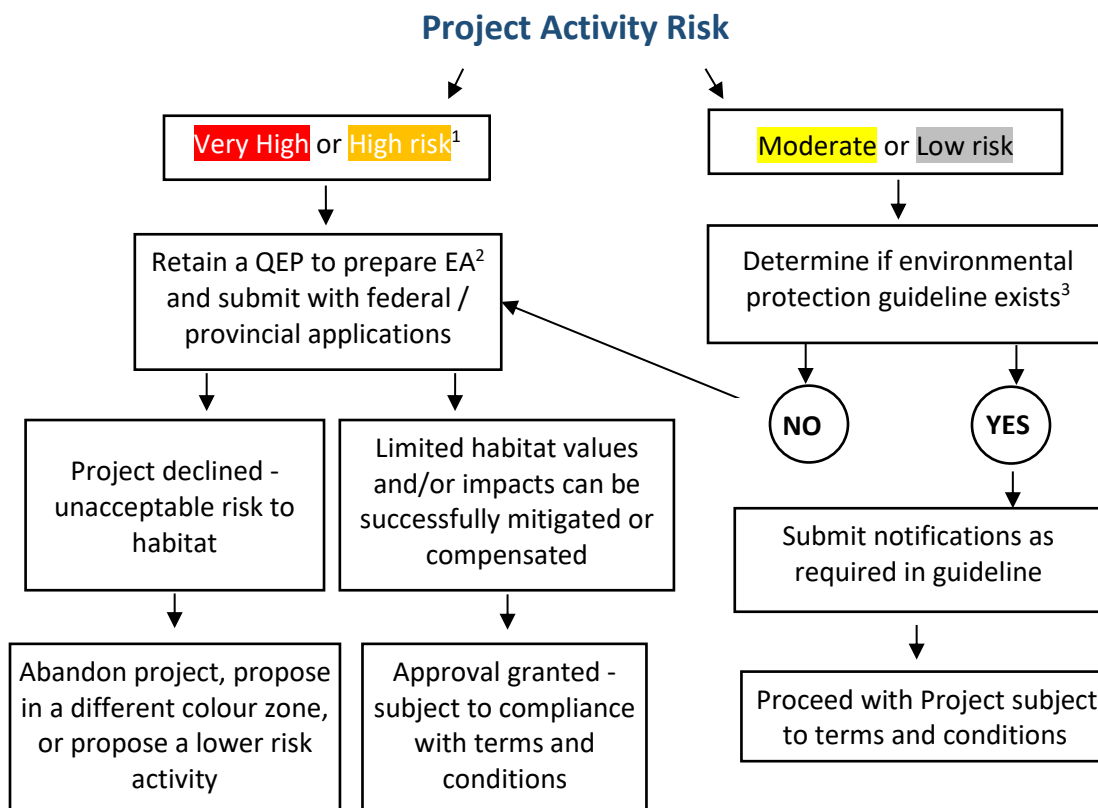 Project Activity Risk
Very High or High risk1
Moderate or Low risk
Retain a QEP to prepare EA2
and submit with federal /
provincial applications
Determine if environmental
protection guideline exists3
NO
YES
Project declined -
unacceptable risk to
habitat
Limited habitat values
and/or impacts can be
successfully mitigated or
compensated
Submit notifications as
required in guideline
Abandon project, propose
in a different colour zone,
or propose a lower risk
activity
Approval granted -
subject to compliance
with terms and
conditions
Proceed with Project subject
to terms and conditions